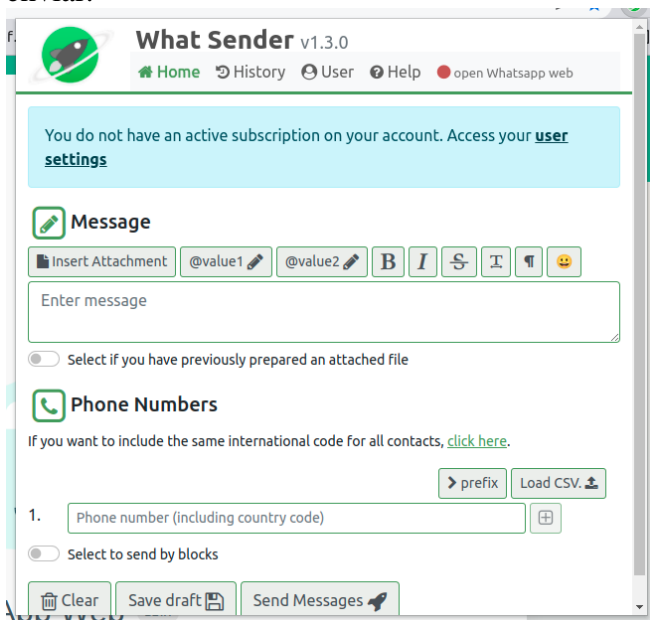 enviar.
What Sender v1.3.0
Home History User Help open Whatsapp web
You do not have an active subscription on your account. Access your user
settings
Message
Insert Attachment @value1 @value2 B I S T ¶
Enter message
Select if you have previously prepared an attached file
Phone Numbers
If you want to include the same international code for all contacts, click here.
prefix Load CSV.
1. Phone number (including country code)
Select to send by blocks
Clear Save draft Send Messages